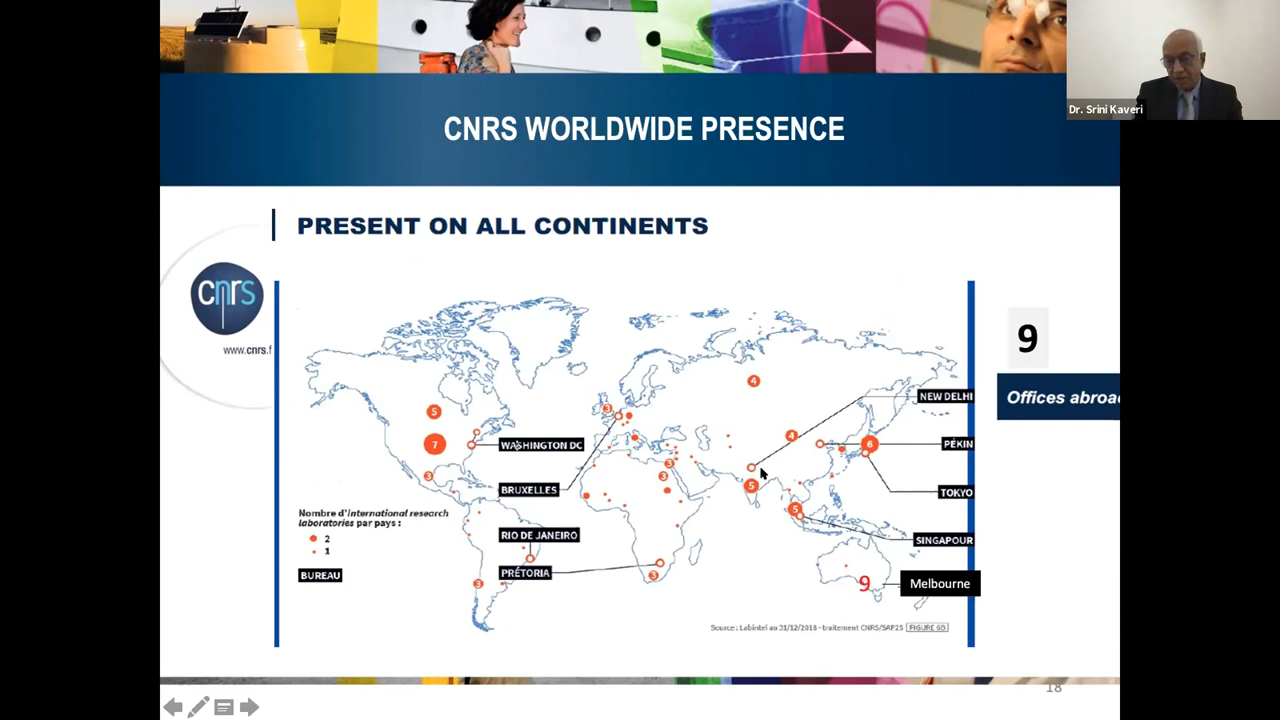 Dr. Srini Kaveri
CNRS WORLDWIDE PRESENCE
PRESENT ON ALL CONTINENTS
cnrs
www.cnrs.f
9
Offices abroad
4
NEW DELHI
3
5
4
7
WASHINGTON DC
6
PÉKIN
3
3
3
5
BRUXELLES
TOKYO
5
Nombre d'international research
laboratories par pays :
2
1
RIO DE JANEIRO
SINGAPOUR
BUREAU
PRÉTORIA
3
3
9
Melbourne
Source : Labintel au 31/12/2018 - traitement CNRS/SAP2S FIGURE 60
18